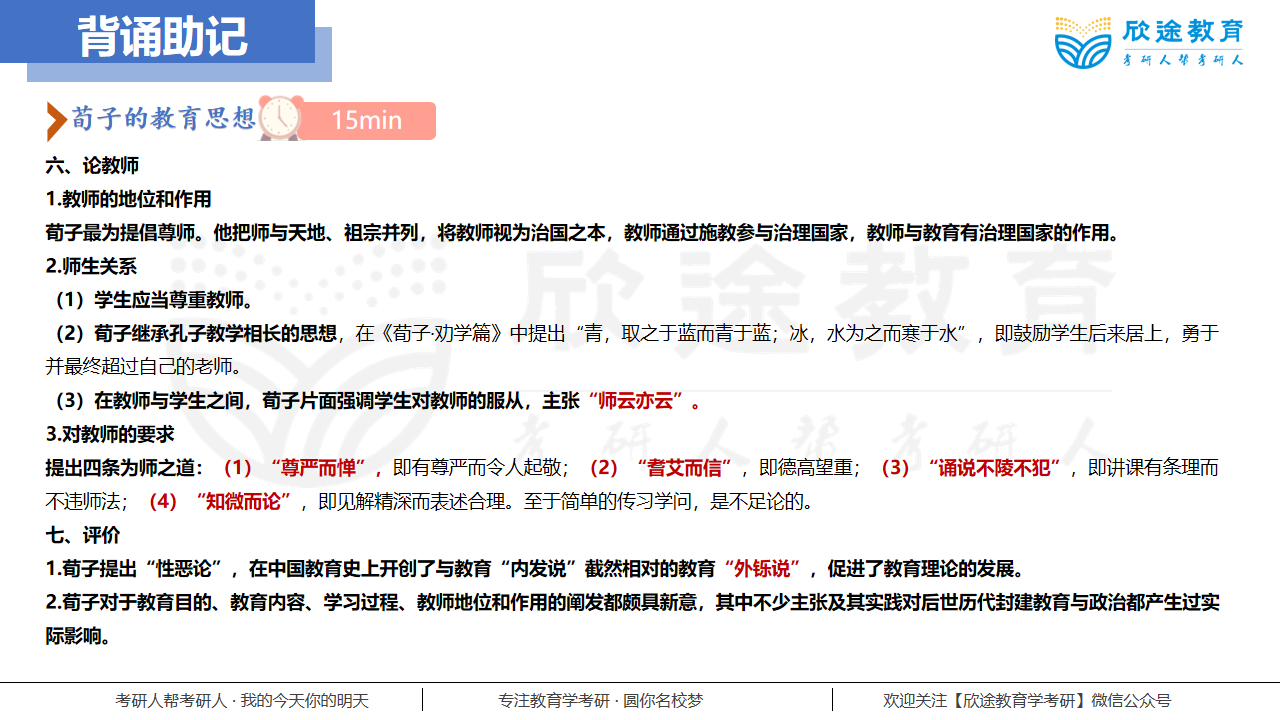 背诵助记
欣途教育
考研人帮考研人
荀子的教育思想
15min
六、论教师
1.教师的地位和作用
荀子最为提倡尊师。他把师与天地、祖宗并列，将教师视为治国之本，教师通过施教参与治理国家，教师与教育有治理国家的作用。
2.师生关系
（1）学生应当尊重教师。
（2）荀子继承孔子教学相长的思想，在《荀子·劝学篇》中提出“青，取之于蓝而青于蓝；冰，水为之而寒于水”，即鼓励学生后来居上，勇于
并最终超过自己的老师。
（3）在教师与学生之间，荀子片面强调学生对教师的服从，主张“师云亦云”。
3.对教师的要求
提出四条为师之道：（1）“尊严而惮”，即有尊严而令人起敬；（2）“耆艾而信”，即德高望重；（3）“诵说不陵不犯”，即讲课有条理而
不违师法；（4）“知微而论”，即见解精深而表述合理。至于简单的传习学问，是不足论的。
七、评价
1.荀子提出“性恶论”，在中国教育史上开创了与教育“内发说”截然相对的教育“外铄说”，促进了教育理论的发展。
2.荀子对于教育目的、教育内容、学习过程、教师地位和作用的阐发都颇具新意，其中不少主张及其实践对后世历代封建教育与政治都产生过实
际影响。
欣途教育
考研人帮考研人
考研人帮考研人 · 我的今天你的明天
专注教育学考研 · 圆你名校梦
欢迎关注【欣途教育学考研】微信公众号